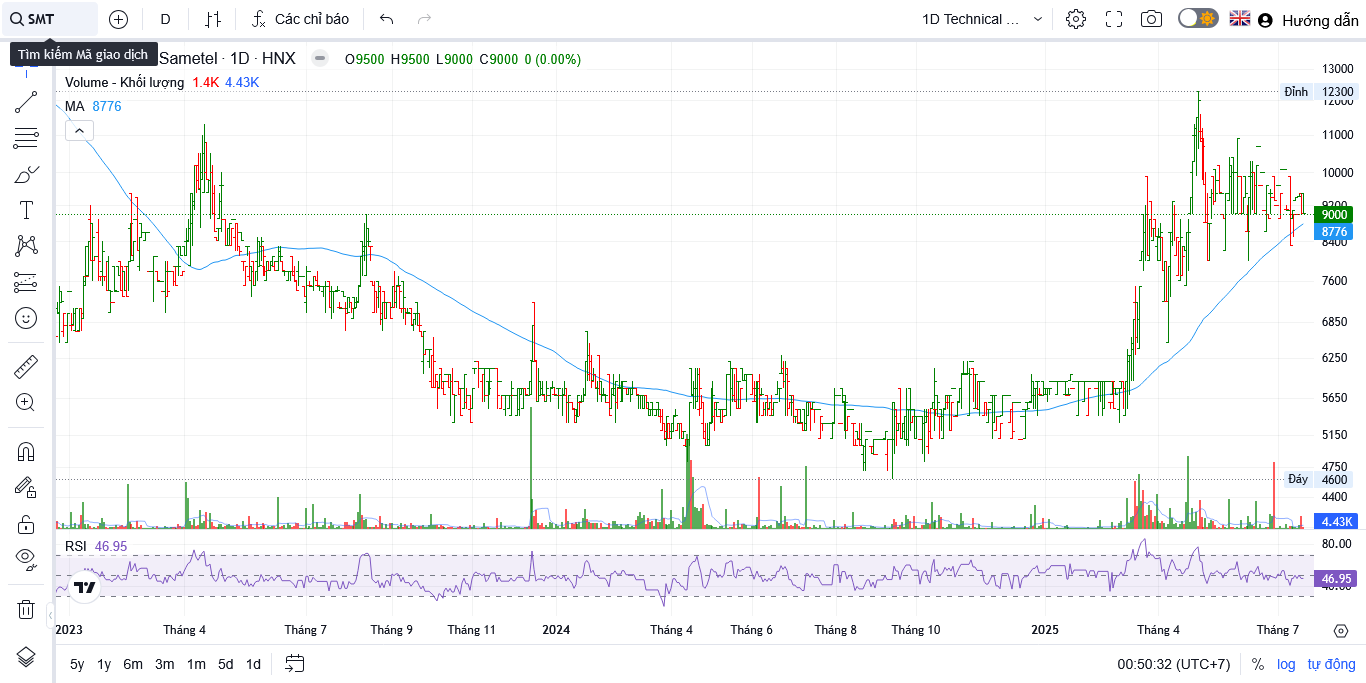 SMT
D
Các chỉ báo
1D Technical ...
Hướng dẫn
Tìm kiếm Mã giao dịch
Sametel · 1D · HNX
O9500 H9500 L9000 C9000 0 (0.00%)
Volume - Khối lượng 1.4K 4.43K
MA 8776
13000
Đỉnh 12300
12000
11000
10000
9200
9000
8776
8400
7600
6850
6250
5650
5150
4750
Đáy 4600
4400
4.43K
RSI 46.95
80.00
46.95
40.00
2023 Tháng 4 Tháng 7 Tháng 9 Tháng 11 2024 Tháng 4 Tháng 6 Tháng 8 Tháng 10 2025 Tháng 4 Tháng 7
5y 1y 6m 3m 1m 5d 1d
00:50:32 (UTC+7) % log tự động